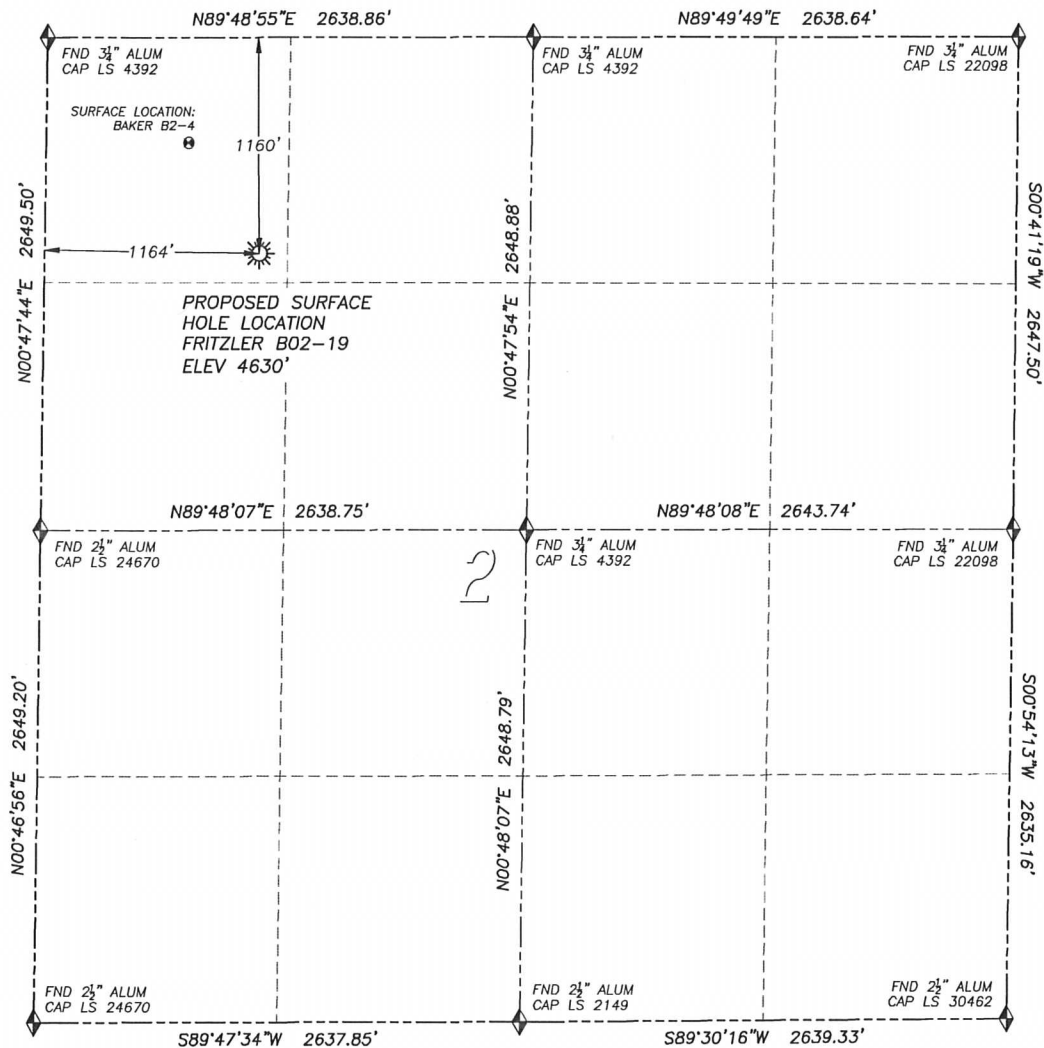 N89°48'55"E 2638.86'
N89°49'49"E 2638.64'
FND 3¼" ALUM
CAP LS 4392
FND 3¼" ALUM
CAP LS 4392
FND 3¼" ALUM
CAP LS 22098
SURFACE LOCATION:
BAKER B2-4
1160'
N00°47'44"E 2649.50'
N00°47'54"E 2648.88'
S00°41'19"W 2647.50'
1164'
PROPOSED SURFACE
HOLE LOCATION
FRITZLER B02-19
ELEV 4630'
N89°48'07"E 2638.75'
N89°48'08"E 2643.74'
FND 2½" ALUM
CAP LS 24670
FND 3¼" ALUM
CAP LS 4392
FND 3¼" ALUM
CAP LS 22098
2
N00°46'56"E 2649.20'
N00°48'07"E 2648.79'
S00°54'13"W 2635.16'
FND 2½" ALUM
CAP LS 24670
FND 2½" ALUM
CAP LS 2149
FND 2½" ALUM
CAP LS 30462
S89°47'34"W 2637.85'
S89°30'16"W 2639.33'